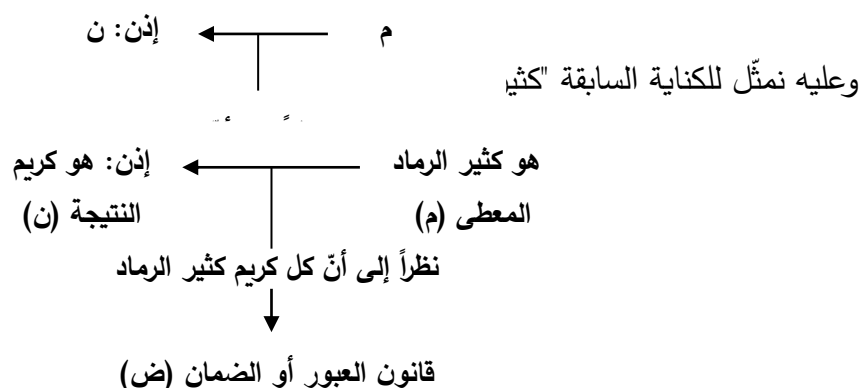 م إذن: ن
وعليه نمثّل للكناية السابقة "كثير
هو كثير الرماد إذن: هو كريم
المعطى (م) النتيجة (ن)
نظراً إلى أنّ كل كريم كثير الرماد
قانون العبور أو الضمان (ض)